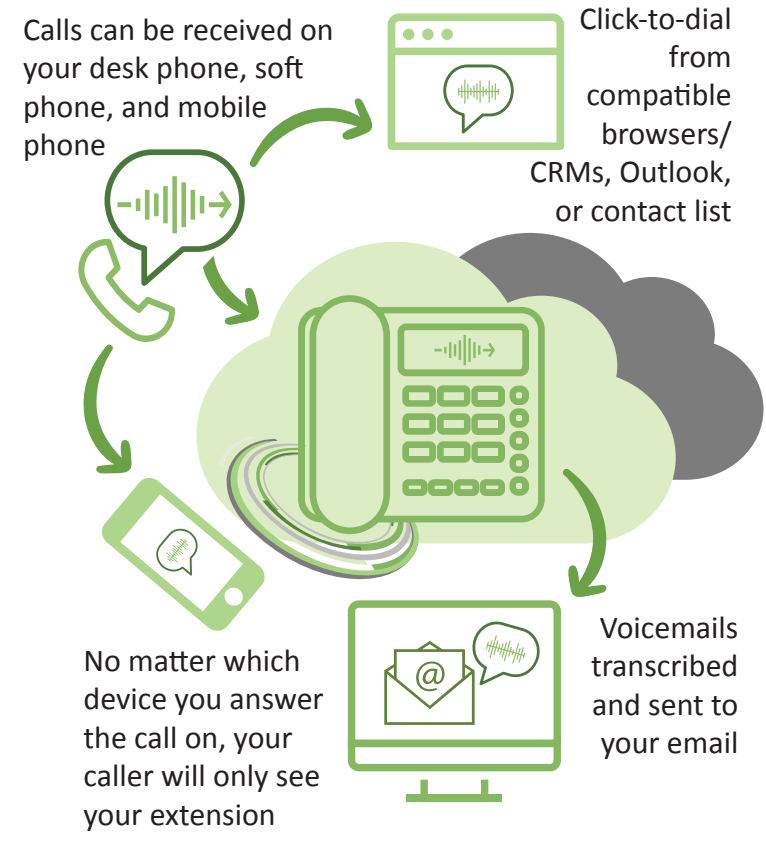 Calls can be received on
your desk phone, soft
phone, and mobile
phone
Click-to-dial
from
compatible
browsers/
CRMs, Outlook,
or contact list
No matter which
device you answer
the call on, your
caller will only see
your extension
@
Voicemails
transcribed
and sent to
your email